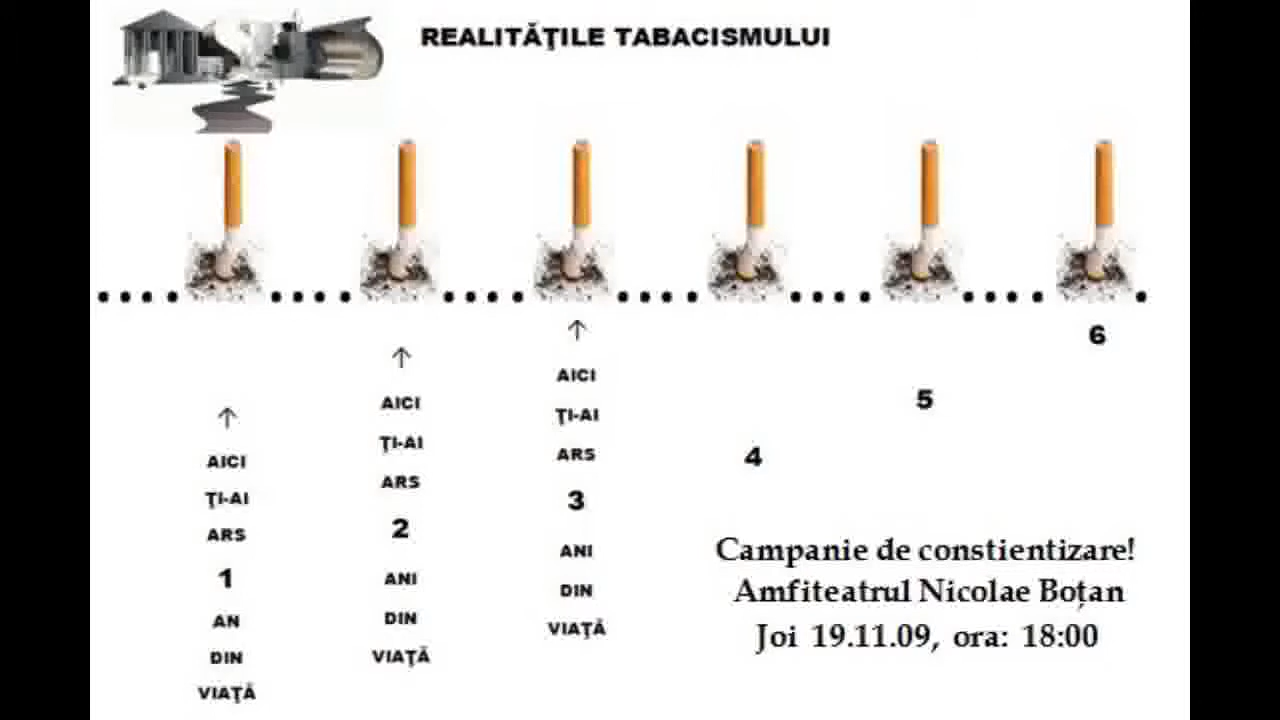 REALITĂŢILE TABACISMULUI
↑
AICI
ŢI-AI
ARS
1
AN
DIN
VIAŢĂ
↑
AICI
ŢI-AI
ARS
2
ANI
DIN
VIAŢĂ
↑
AICI
ŢI-AI
ARS
3
ANI
DIN
VIAŢĂ
4
5
6
Campanie de constientizare!
Amfiteatrul Nicolae Boțan
Joi 19.11.09, ora: 18:00